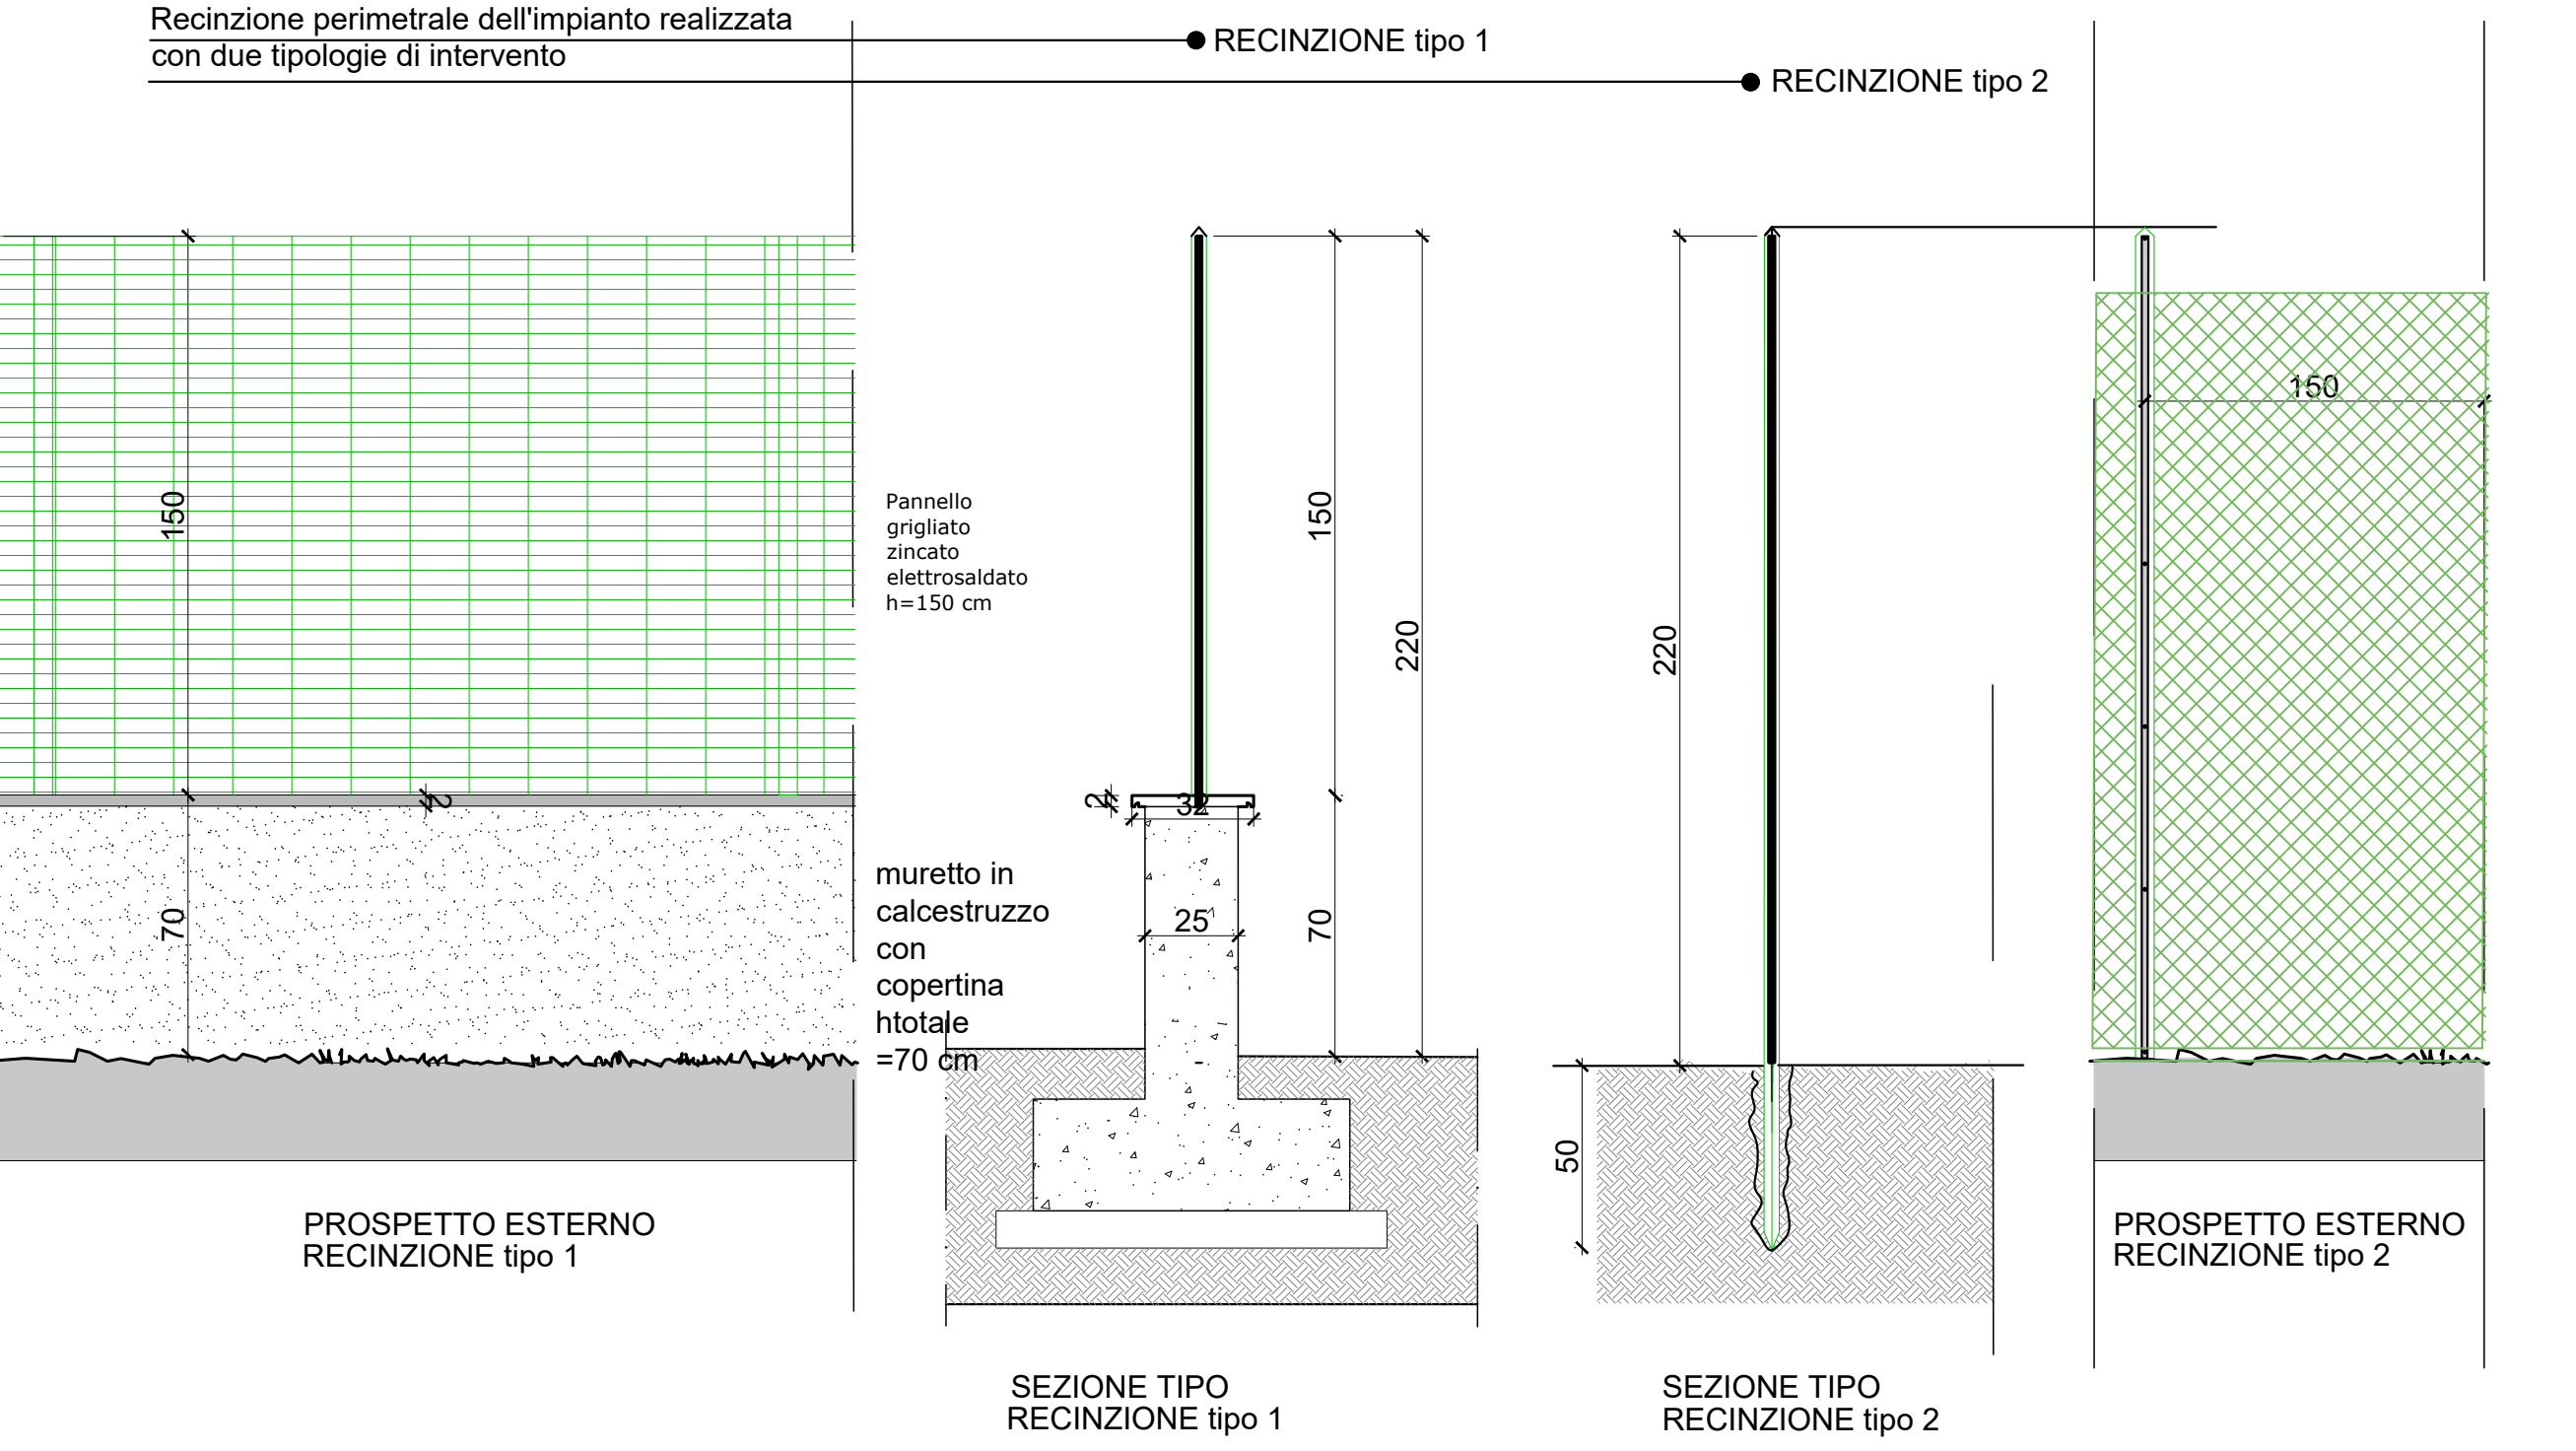 Recinzione perimetrale dell'impianto realizzata
con due tipologie di intervento
RECINZIONE tipo 1
RECINZIONE tipo 2
150
2
70
PROSPETTO ESTERNO
RECINZIONE tipo 1
Pannello
grigliato
zincato
elettrosaldato
h=150 cm
muretto in
calcestruzzo
con
copertina
htotale
=70 cm
2
32
25
150
70
220
SEZIONE TIPO
RECINZIONE tipo 1
220
50
SEZIONE TIPO
RECINZIONE tipo 2
150
PROSPETTO ESTERNO
RECINZIONE tipo 2